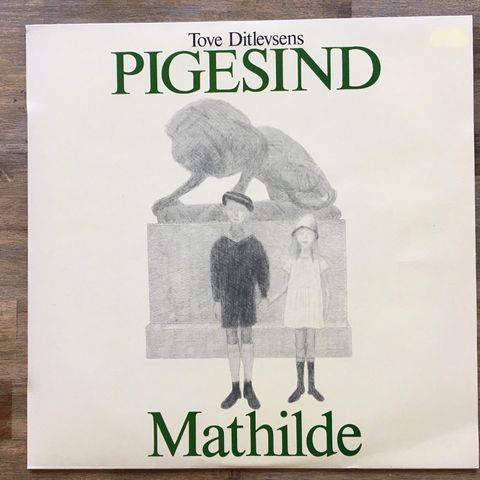 Tove Ditlevsens
PIGESIND
Mathilde